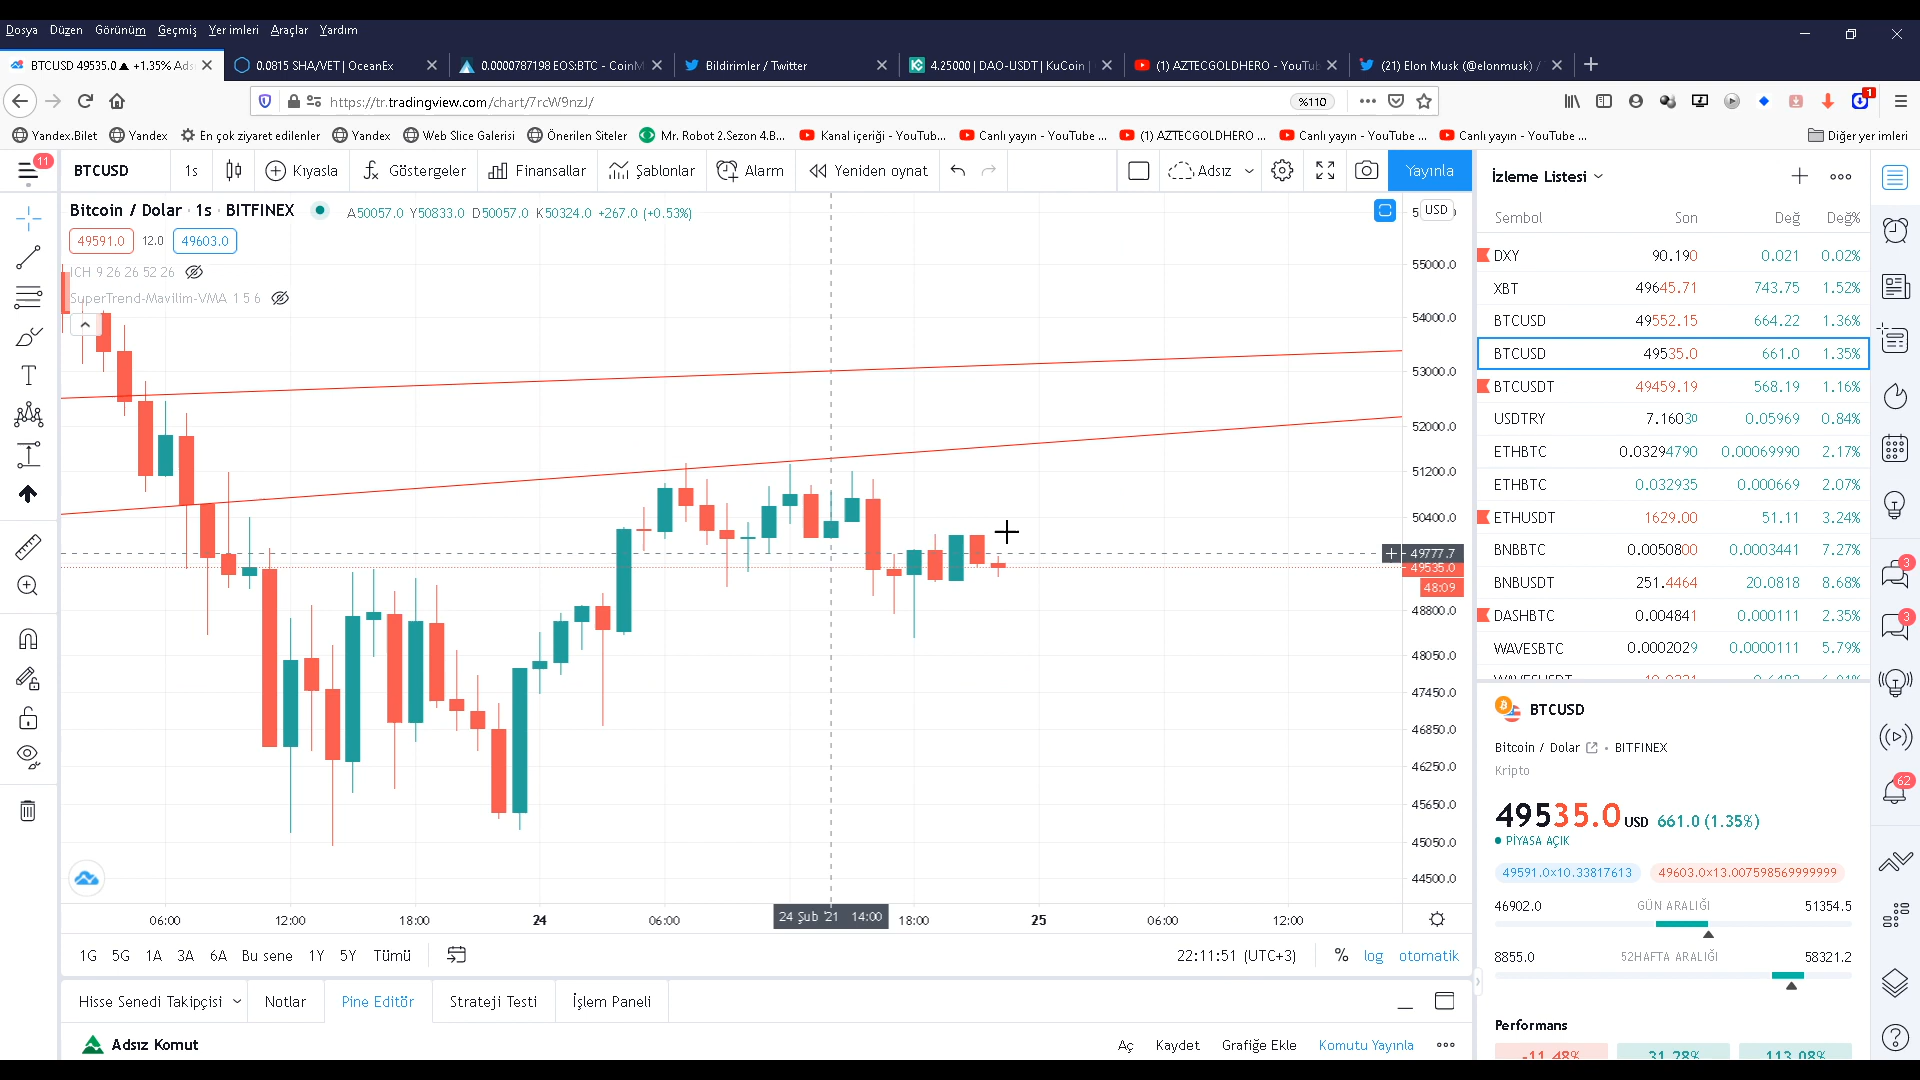 Dosya Düzen Görünüm Geçmiş Yer imleri Araçlar Yardım
BTCUSD 49535.0 ▲ +1.35% Ads
0.0815 SHA/VET | OceanEx
0.0000787198 EOS:BTC - CoinM
Bildirimler / Twitter
4.25000 | DAO-USDT | KuCoin |
(1) AZTECGOLDHERO - YouTub
(21) Elon Musk (@elonmusk) /
https://tr.tradingview.com/chart/7rcW9nzJ/
%110
1
Yandex.Bilet Yandex En çok ziyaret edilenler Yandex Web Slice Galerisi Önerilen Siteler Mr. Robot 2.Sezon 4.B... Kanal içeriği - YouTub... Canlı yayın - YouTube ... (1) AZTECGOLDHERO ... Canlı yayın - YouTube ... Canlı yayın - YouTube ... Diğer yer imleri
11
BTCUSD 1s Kıyasla Göstergeler Finansallar Şablonlar Alarm Yeniden oynat Adsız Yayınla
Bitcoin / Dolar · 1s · BITFINEX A50057.0 Y50833.0 D50057.0 K50324.0 +267.0 (+0.53%)
49591.0 12.0 49603.0
ICH 9 26 26 52 26
SuperTrend-Mavilim-VMA 1 5 6
USD
55000.0
54000.0
53000.0
52000.0
51200.0
50400.0
49777.7
49535.0
48:09
48800.0
48050.0
47450.0
46850.0
46250.0
45650.0
45050.0
44500.0
06:00 12:00 18:00 24 06:00 24 Şub '21 14:00 18:00 25 06:00 12:00
1G 5G 1A 3A 6A Bu sene 1Y 5Y Tümü 22:11:51 (UTC+3) % log otomatik
Hisse Senedi Takipçisi Notlar Pine Editör Strateji Testi İşlem Paneli
Adsız Komut Aç Kaydet Grafiğe Ekle Komutu Yayınla
İzleme Listesi
Sembol Son Değ Değ%
DXY 90.190 0.021 0.02%
XBT 49645.71 743.75 1.52%
BTCUSD 49552.15 664.22 1.36%
BTCUSD 49535.0 661.0 1.35%
BTCUSDT 49459.19 568.19 1.16%
USDTRY 7.16030 0.05969 0.84%
ETHBTC 0.03294790 0.00069990 2.17%
ETHBTC 0.032935 0.000669 2.07%
ETHUSDT 1629.00 51.11 3.24%
BNBBTC 0.0050800 0.0003441 7.27%
BNBUSDT 251.4464 20.0818 8.68%
DASHBTC 0.004841 0.000111 2.35%
WAVESBTC 0.0002029 0.0000111 5.79%
BTCUSD
Bitcoin / Dolar • BITFINEX
Kripto
49535.0 USD 661.0 (1.35%)
PİYASA AÇIK
49591.0×10.33817613 49603.0×13.007598569999999
46902.0 GÜN ARALIĞI 51354.5
8855.0 52HAFTA ARALIĞI 58321.2
Performans
-11.48% 31.28% 113.08%
3
3
62